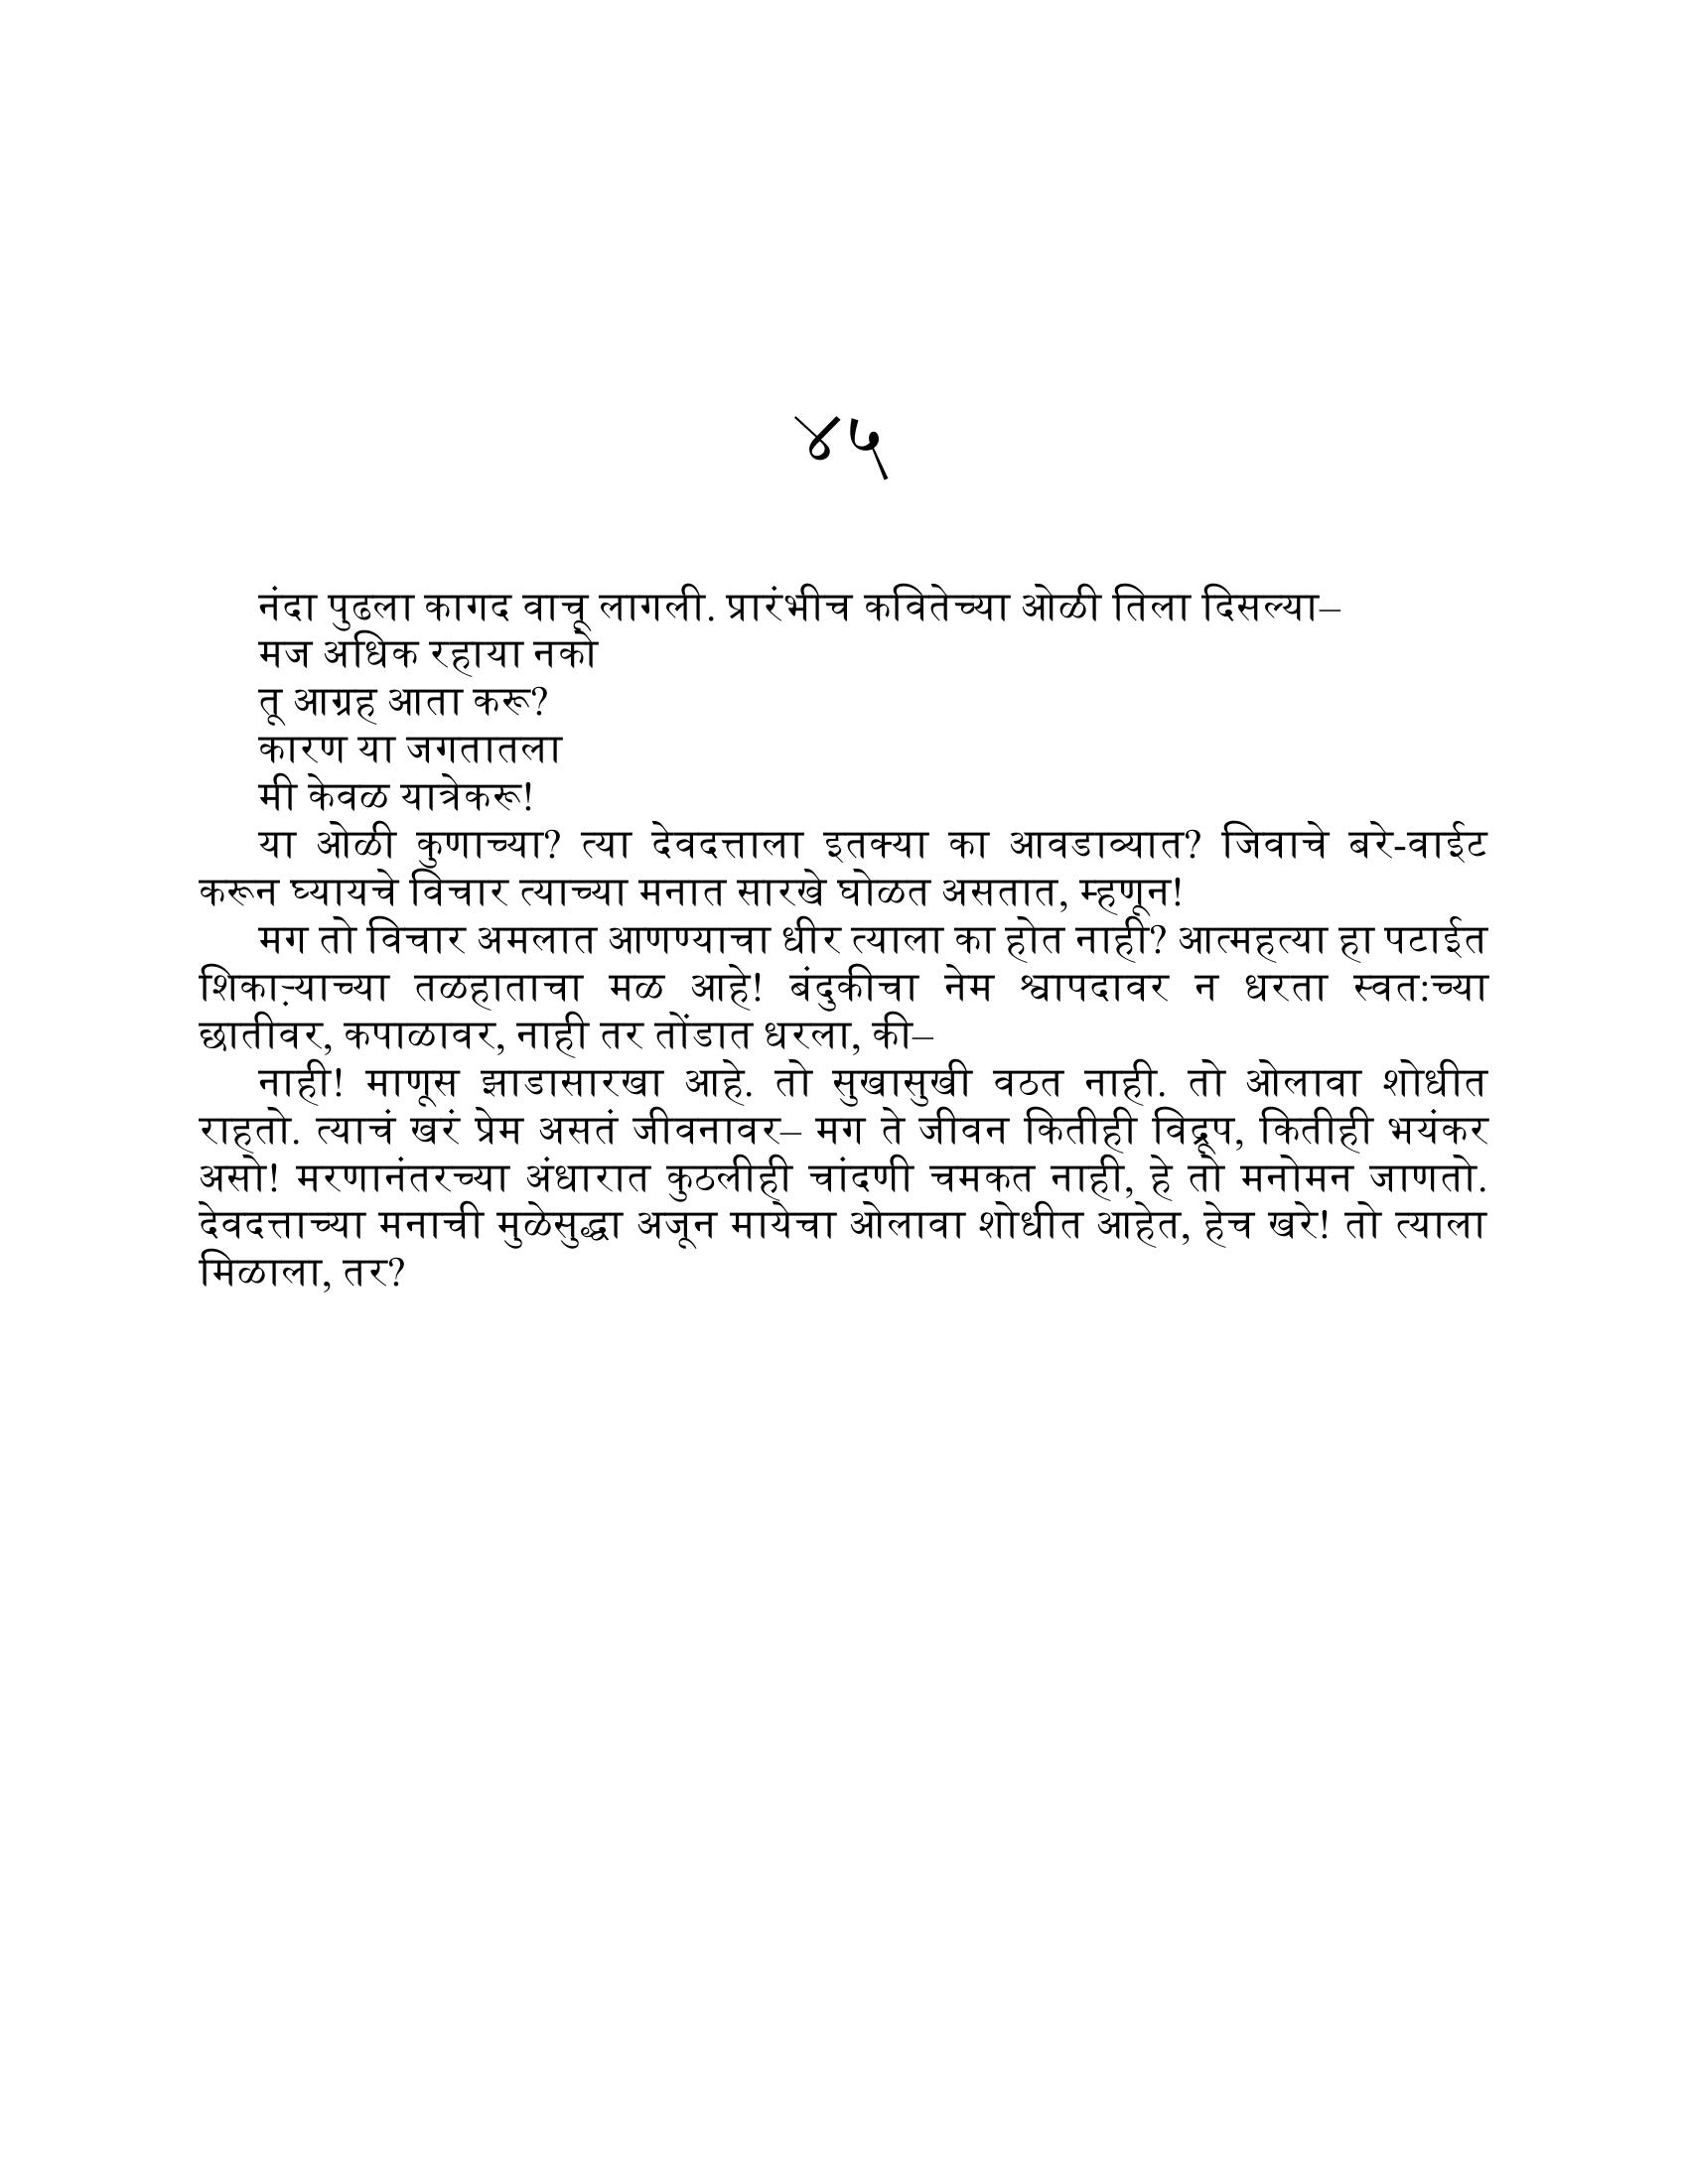 ४५
नंदा पुढला कागद वाचू लागली. प्रारंभीच कवितेच्या ओळी तिला दिसल्या–
मज अधिक रहाया नको
तू आग्रह आता करू?
कारण या जगतातला
मी केवळ यात्रेकरू!
या ओळी कुणाच्या? त्या देवदत्ताला इतक्या का आवडाव्यात? जिवाचे बरे-वाईट
करून घ्यायचे विचार त्याच्या मनात सारखे घोळत असतात, म्हणून!
मग तो विचार अमलात आणण्याचा धीर त्याला का होत नाही? आत्महत्या हा पटाईत
शिकाऱ्याच्या तळहाताचा मळ आहे! बंदुकीचा नेम श्वापदावर न धरता स्वत:च्या
छातीवर, कपाळावर, नाही तर तोंडात धरला, की–
नाही! माणूस झाडासारखा आहे. तो सुखासुखी वठत नाही. तो ओलावा शोधीत
राहतो. त्याचं खरं प्रेम असतं जीवनावर– मग ते जीवन कितीही विद्रूप, कितीही भयंकर
असो! मरणानंतरच्या अंधारात कुठलीही चांदणी चमकत नाही, हे तो मनोमन जाणतो.
देवदत्ताच्या मनाची मुळेसुद्धा अजून मायेचा ओलावा शोधीत आहेत, हेच खरे! तो त्याला
मिळाला, तर?